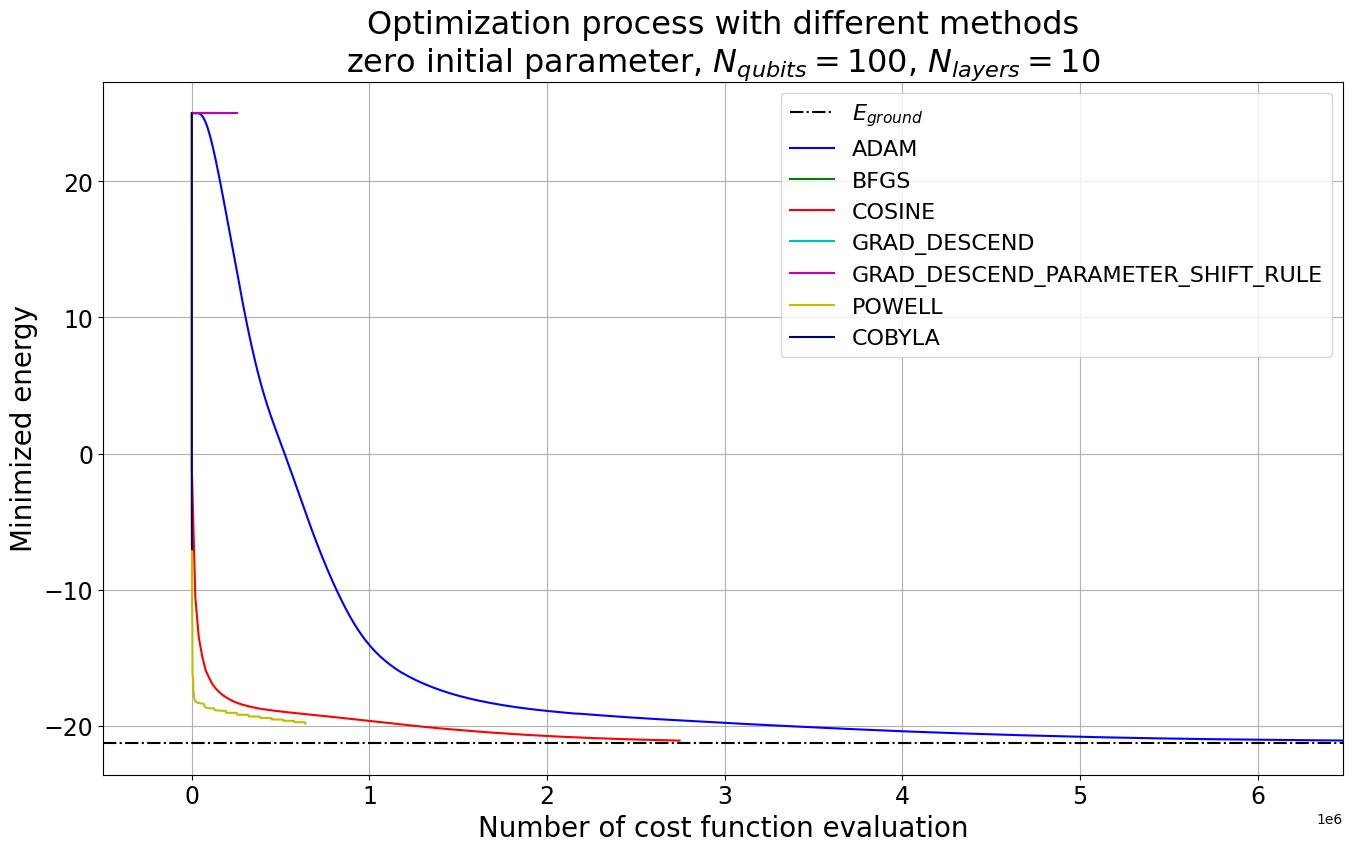 Optimization process with different methods
zero initial parameter, N_qubits = 100, N_layers = 10
E_ground
ADAM
BFGS
COSINE
GRAD_DESCEND
GRAD_DESCEND_PARAMETER_SHIFT_RULE
POWELL
COBYLA
Minimized energy
20
10
0
−10
−20
0 1 2 3 4 5 6
1e6
Number of cost function evaluation